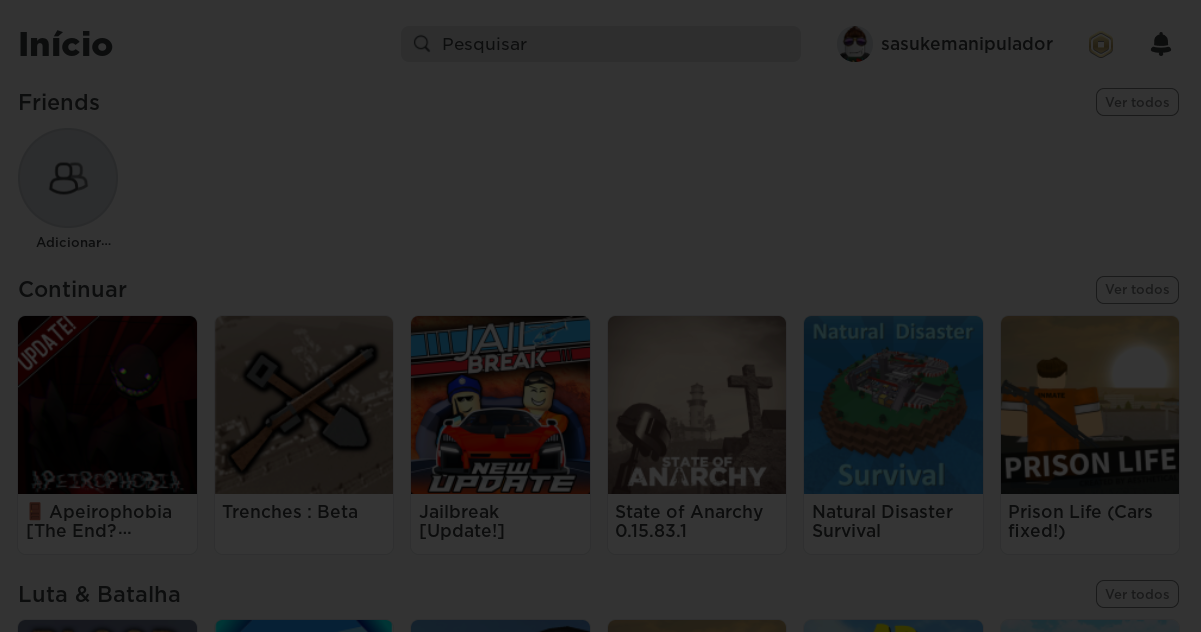 Início
Pesquisar
sasukemanipulador
Friends
Ver todos
Adicionar...
Continuar
Ver todos
UPDATE!
APEIROPHOBIA
JAIL
BREAK
NEW
UPDATE
STATE OF
ANARCHY
Natural Disaster
Survival
PRISON LIFE
Apeirophobia
[The End?...
Trenches : Beta
Jailbreak
[Update!]
State of Anarchy
0.15.83.1
Natural Disaster
Survival
Prison Life (Cars
fixed!)
Luta & Batalha
Ver todos